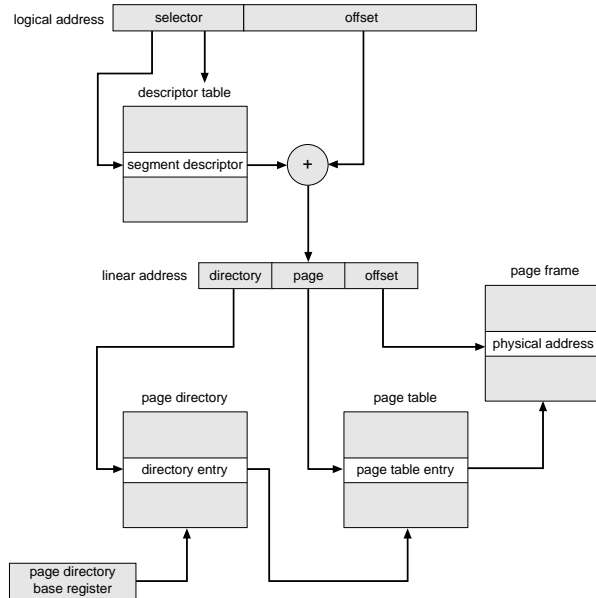 logical address
selector
offset
descriptor table
segment descriptor
+
linear address
directory
page
offset
page frame
physical address
page directory
page table
directory entry
page table entry
page directory
base register